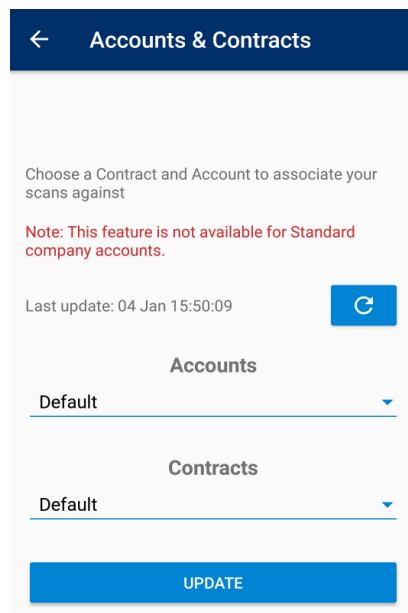 Accounts & Contracts
Choose a Contract and Account to associate your
scans against
Note: This feature is not available for Standard
company accounts.
Last update: 04 Jan 15:50:09
Accounts
Default
Contracts
Default
UPDATE